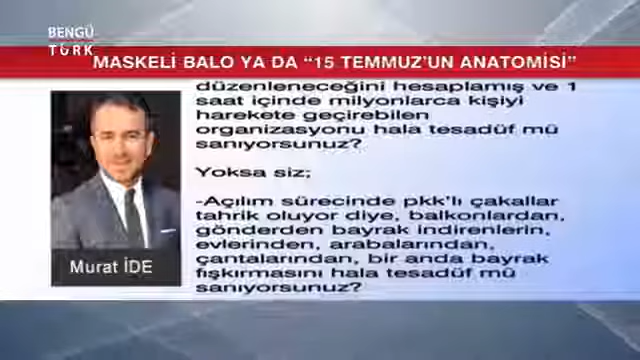 BENGÜ
TÜRK
MASKELİ BALO YA DA “15 TEMMUZ’UN ANATOMİSİ”
düzenleneceğini hesaplamış ve 1
saat içinde milyonlarca kişiyi
harekete geçirebilen
organizasyonu hala tesadüf mü
sanıyorsunuz?
Yoksa siz;
-Açılım sürecinde pkk’lı çakallar
tahrik oluyor diye, balkonlardan,
gönderden bayrak indirenlerin,
evlerinden, arabalarından,
çantalarından, bir anda bayrak
fışkırmasını hala tesadüf mü
sanıyorsunuz?
Murat İDE